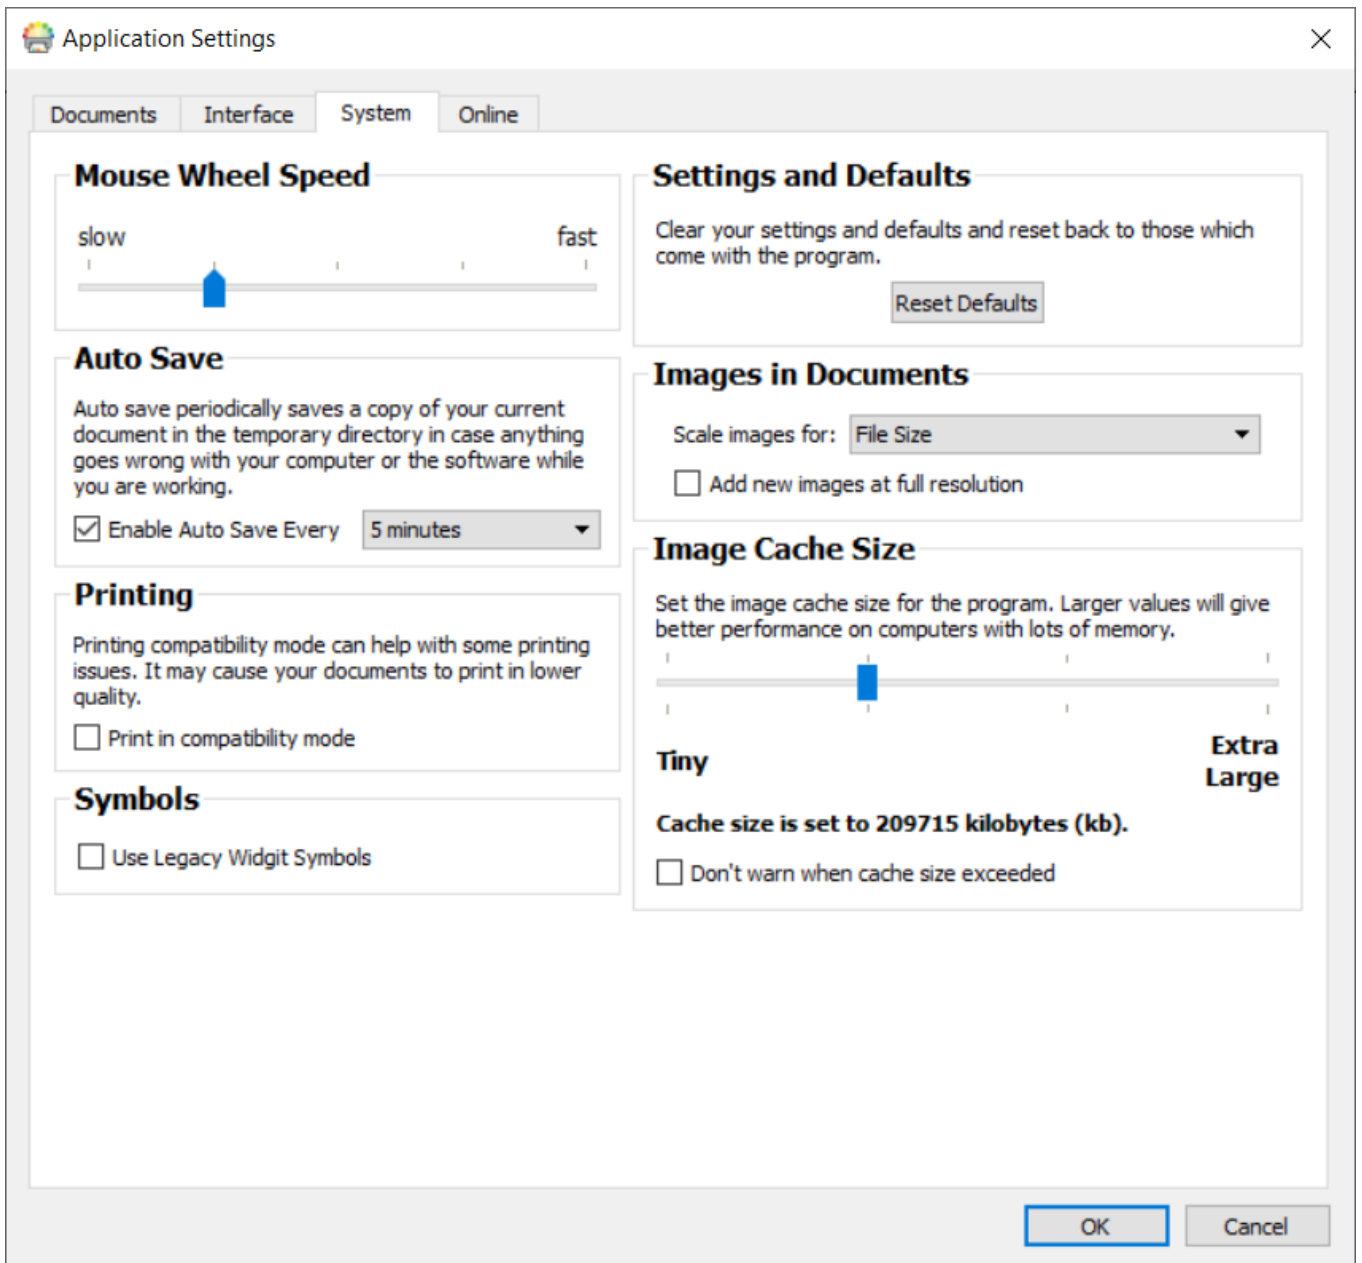 Application Settings
Documents
Interface
System
Online
Mouse Wheel Speed
slow
fast
Auto Save
Auto save periodically saves a copy of your current
document in the temporary directory in case anything
goes wrong with your computer or the software while
you are working.
Enable Auto Save Every
5 minutes
Printing
Printing compatibility mode can help with some printing
issues. It may cause your documents to print in lower
quality.
Print in compatibility mode
Symbols
Use Legacy Widgit Symbols
Settings and Defaults
Clear your settings and defaults and reset back to those which
come with the program.
Reset Defaults
Images in Documents
Scale images for:
File Size
Add new images at full resolution
Image Cache Size
Set the image cache size for the program. Larger values will give
better performance on computers with lots of memory.
Tiny
Extra
Large
Cache size is set to 209715 kilobytes (kb).
Don't warn when cache size exceeded
OK
Cancel